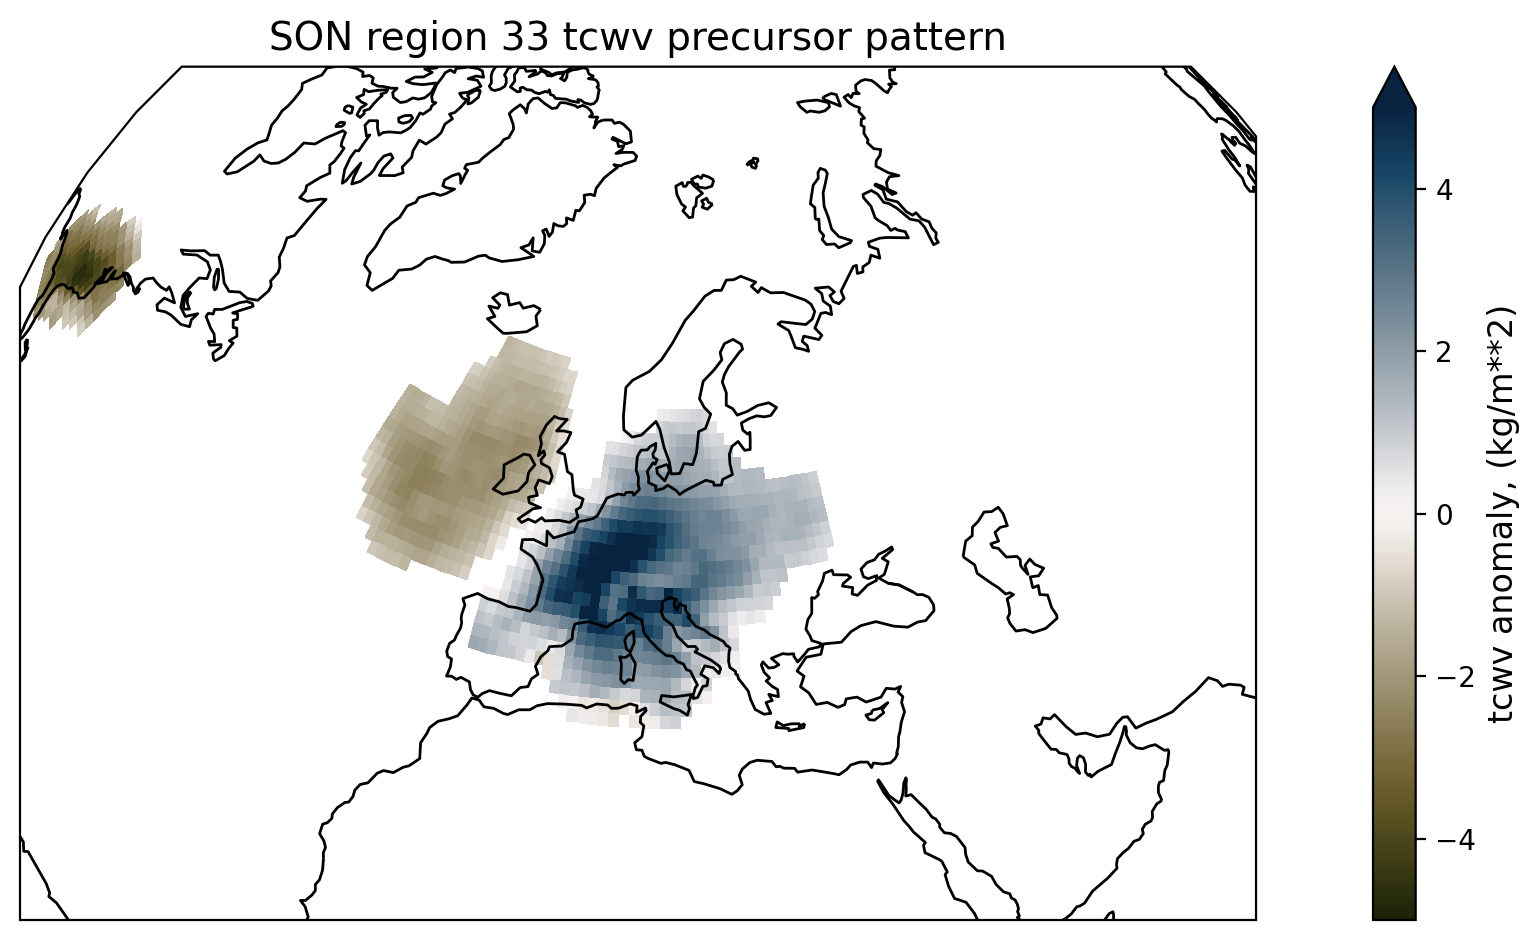 SON region 33 tcwv precursor pattern
4
2
0
−2
−4
tcwv anomaly, (kg/m**2)